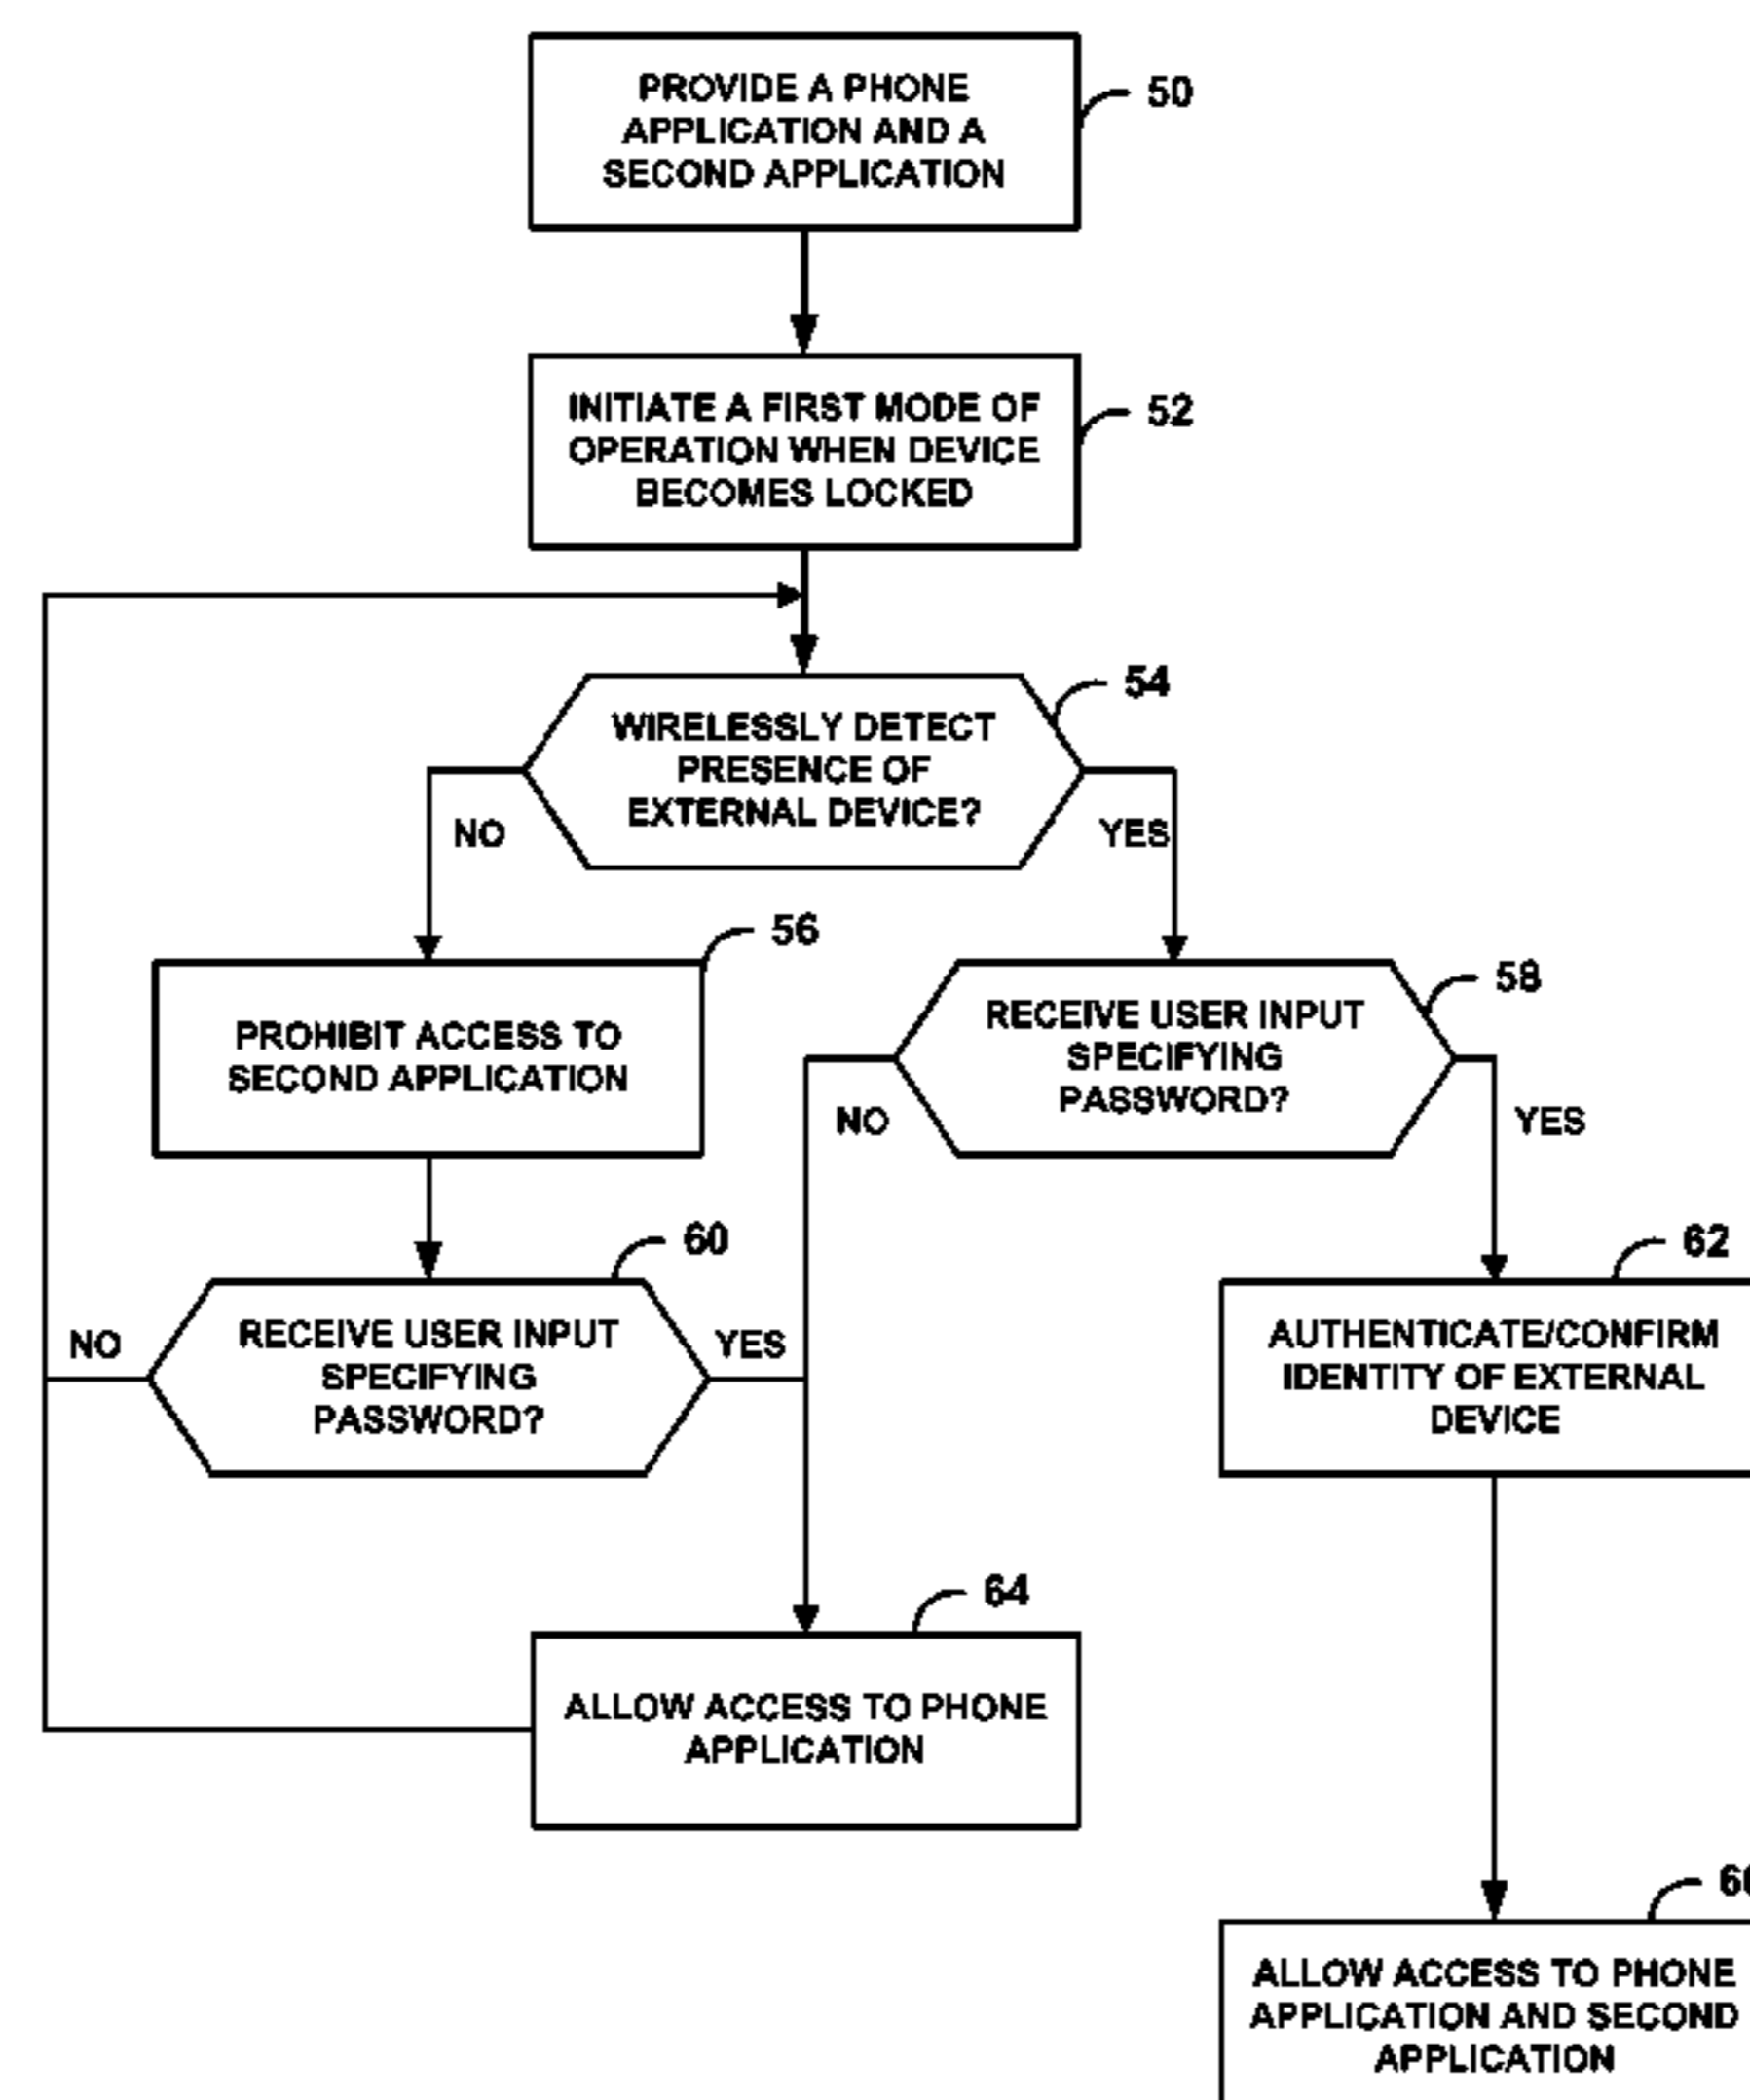 PROVIDE A PHONE
APPLICATION AND A
SECOND APPLICATION
50
INITIATE A FIRST MODE OF
OPERATION WHEN DEVICE
BECOMES LOCKED
52
54
WIRELESSLY DETECT
PRESENCE OF
EXTERNAL DEVICE?
NO
YES
56
PROHIBIT ACCESS TO
SECOND APPLICATION
58
RECEIVE USER INPUT
SPECIFYING
PASSWORD?
NO
YES
60
NO
RECEIVE USER INPUT
SPECIFYING
PASSWORD?
YES
62
AUTHENTICATE/CONFIRM
IDENTITY OF EXTERNAL
DEVICE
64
ALLOW ACCESS TO PHONE
APPLICATION
ALLOW ACCESS TO PHONE
APPLICATION AND SECOND
APPLICATION